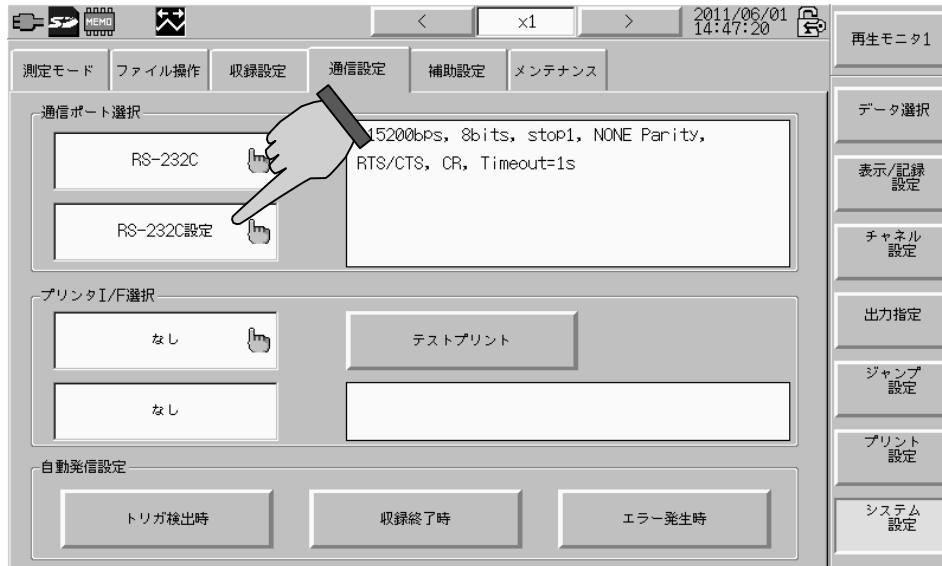 MEMO
<
×1
>
2011/06/01
14:47:20
再生モニタ1
測定モード
ファイル操作
収録設定
通信設定
補助設定
メンテナンス
データ選択
表示/記録
設定
チャネル
設定
出力指定
ジャンプ
設定
プリント
設定
システム
設定
通信ポート選択
RS-232C
RS-232C設定
15200bps, 8bits, stop1, NONE Parity,
RTS/CTS, CR, Timeout=1s
プリンタI/F選択
なし
テストプリント
なし
自動発信設定
トリガ検出時
収録終了時
エラー発生時